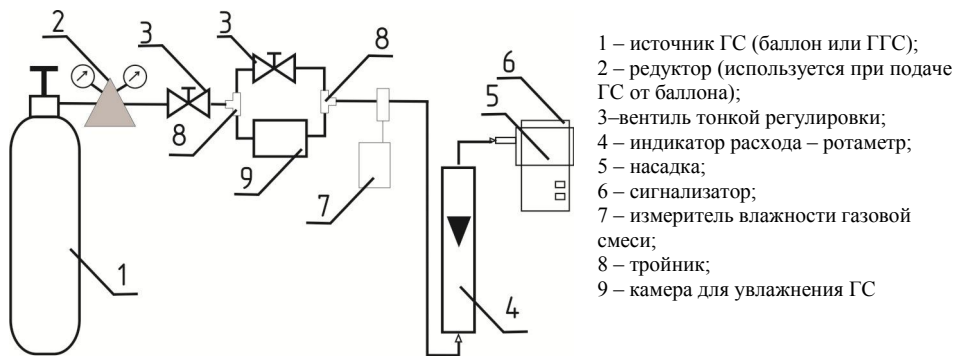 2
3
3
8
6
5
8
9
7
1
4
1 – источник ГС (баллон или ГГС);
2 – редуктор (используется при подаче
ГС от баллона);
3–вентиль тонкой регулировки;
4 – индикатор расхода – ротаметр;
5 – насадка;
6 – сигнализатор;
7 – измеритель влажности газовой
смеси;
8 – тройник;
9 – камера для увлажнения ГС